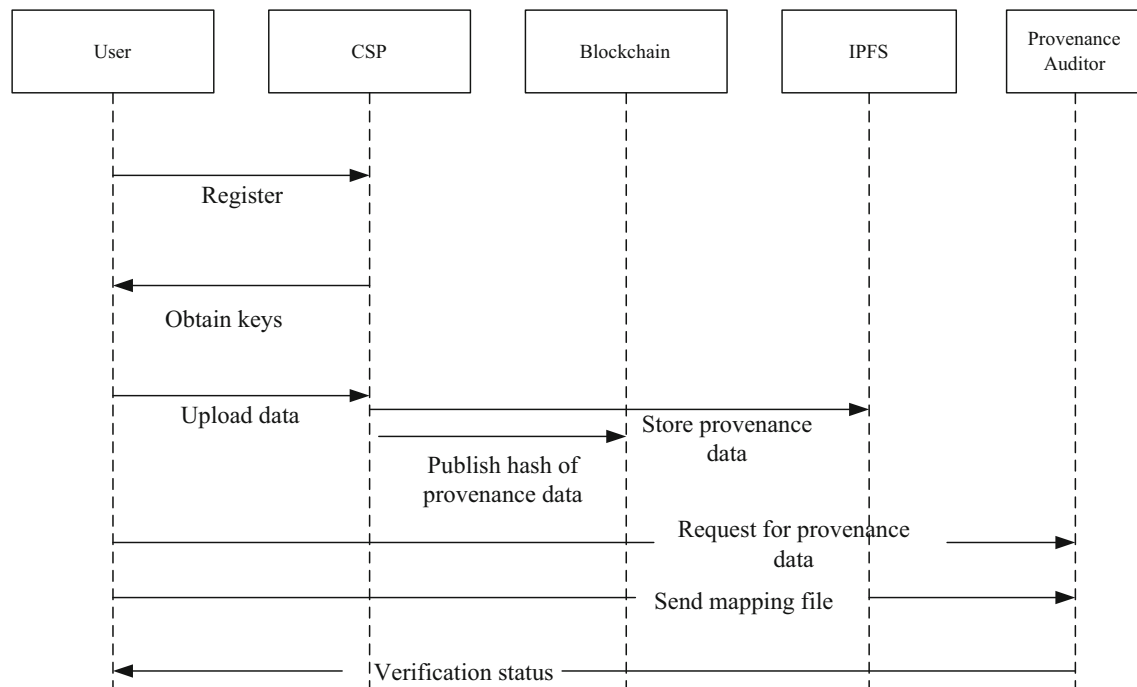 User
CSP
Blockchain
IPFS
Provenance
Auditor
Register
Obtain keys
Upload data
Store provenance
data
Publish hash of
provenance data
Request for provenance
data
Send mapping file
Verification status